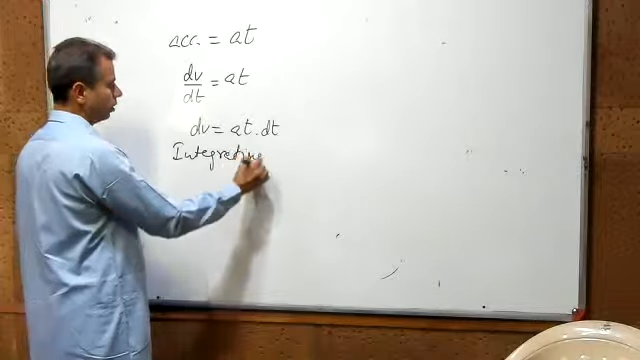 acc. = at
dv/dt = at
dv = at.dt
Integrating